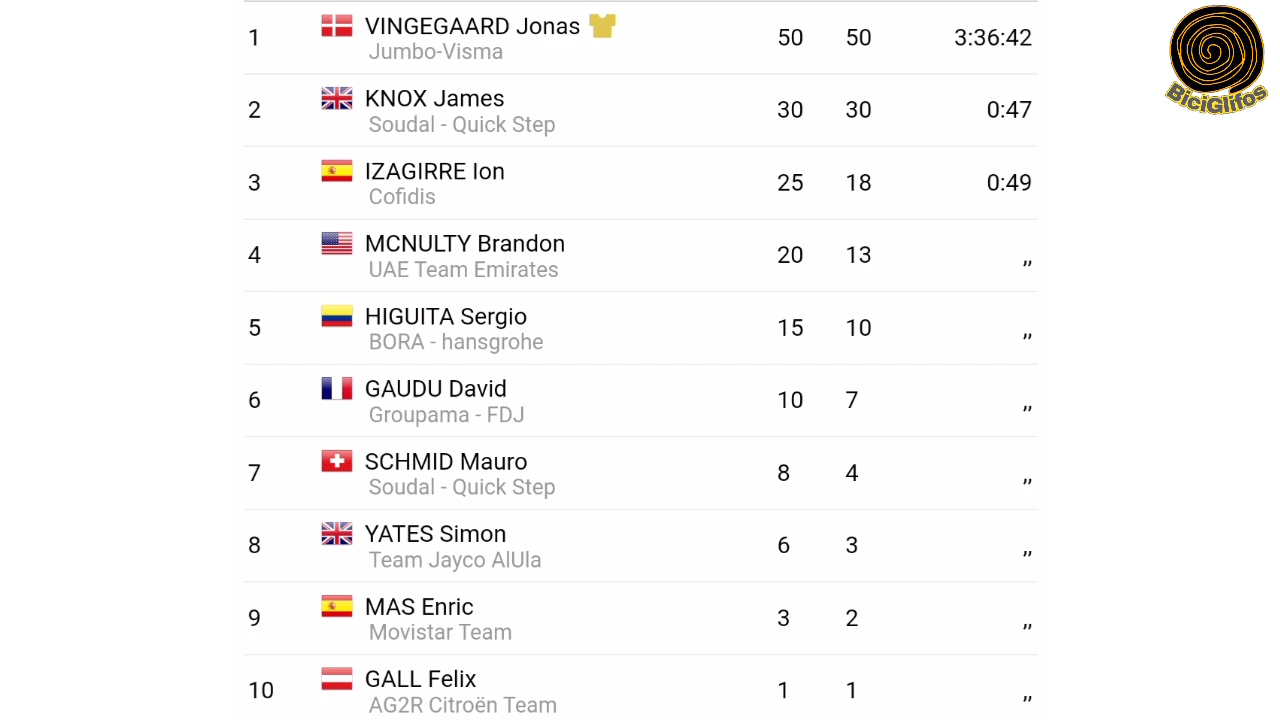 1 VINGEGAARD Jonas 50 50 3:36:42
Jumbo-Visma
2 KNOX James 30 30 0:47
Soudal - Quick Step
3 IZAGIRRE Ion 25 18 0:49
Cofidis
4 MCNULTY Brandon 20 13 ,,
UAE Team Emirates
5 HIGUITA Sergio 15 10 ,,
BORA - hansgrohe
6 GAUDU David 10 7 ,,
Groupama - FDJ
7 SCHMID Mauro 8 4 ,,
Soudal - Quick Step
8 YATES Simon 6 3 ,,
Team Jayco AlUla
9 MAS Enric 3 2 ,,
Movistar Team
10 GALL Felix 1 1 ,,
AG2R Citroën Team
BiciGlifos